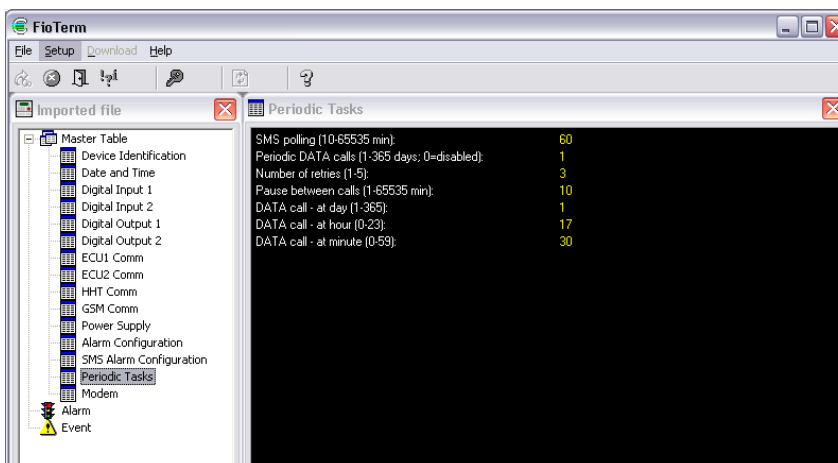 FioTerm
File Setup Download Help
Imported file
Master Table
Device Identification
Date and Time
Digital Input 1
Digital Input 2
Digital Output 1
Digital Output 2
ECU1 Comm
ECU2 Comm
HHT Comm
GSM Comm
Power Supply
Alarm Configuration
SMS Alarm Configuration
Periodic Tasks
Modem
Alarm
Event
Periodic Tasks
SMS polling (10-65535 min): 60
Periodic DATA calls (1-365 days; 0=disabled): 1
Number of retries (1-5): 3
Pause between calls (1-65535 min): 10
DATA call - at day (1-365): 1
DATA call - at hour (0-23): 17
DATA call - at minute (0-59): 30